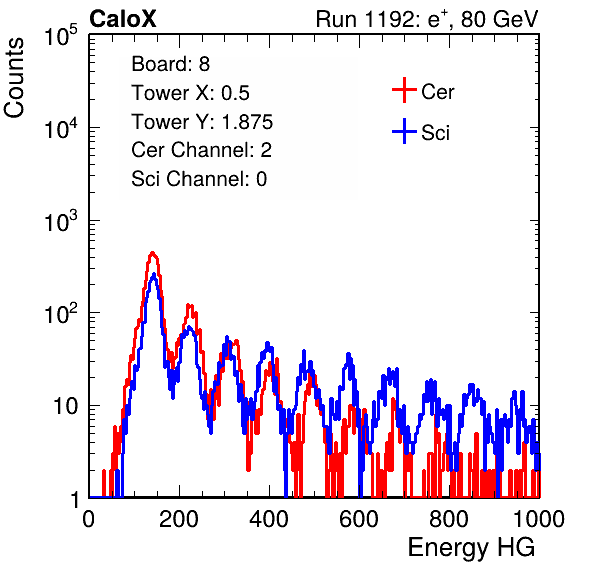 CaloX Run 1192: e⁺, 80 GeV
Counts
Board: 8
Tower X: 0.5
Tower Y: 1.875
Cer Channel: 2
Sci Channel: 0
Cer
Sci
10⁵
10⁴
10³
10²
10
1
0 200 400 600 800 1000
Energy HG